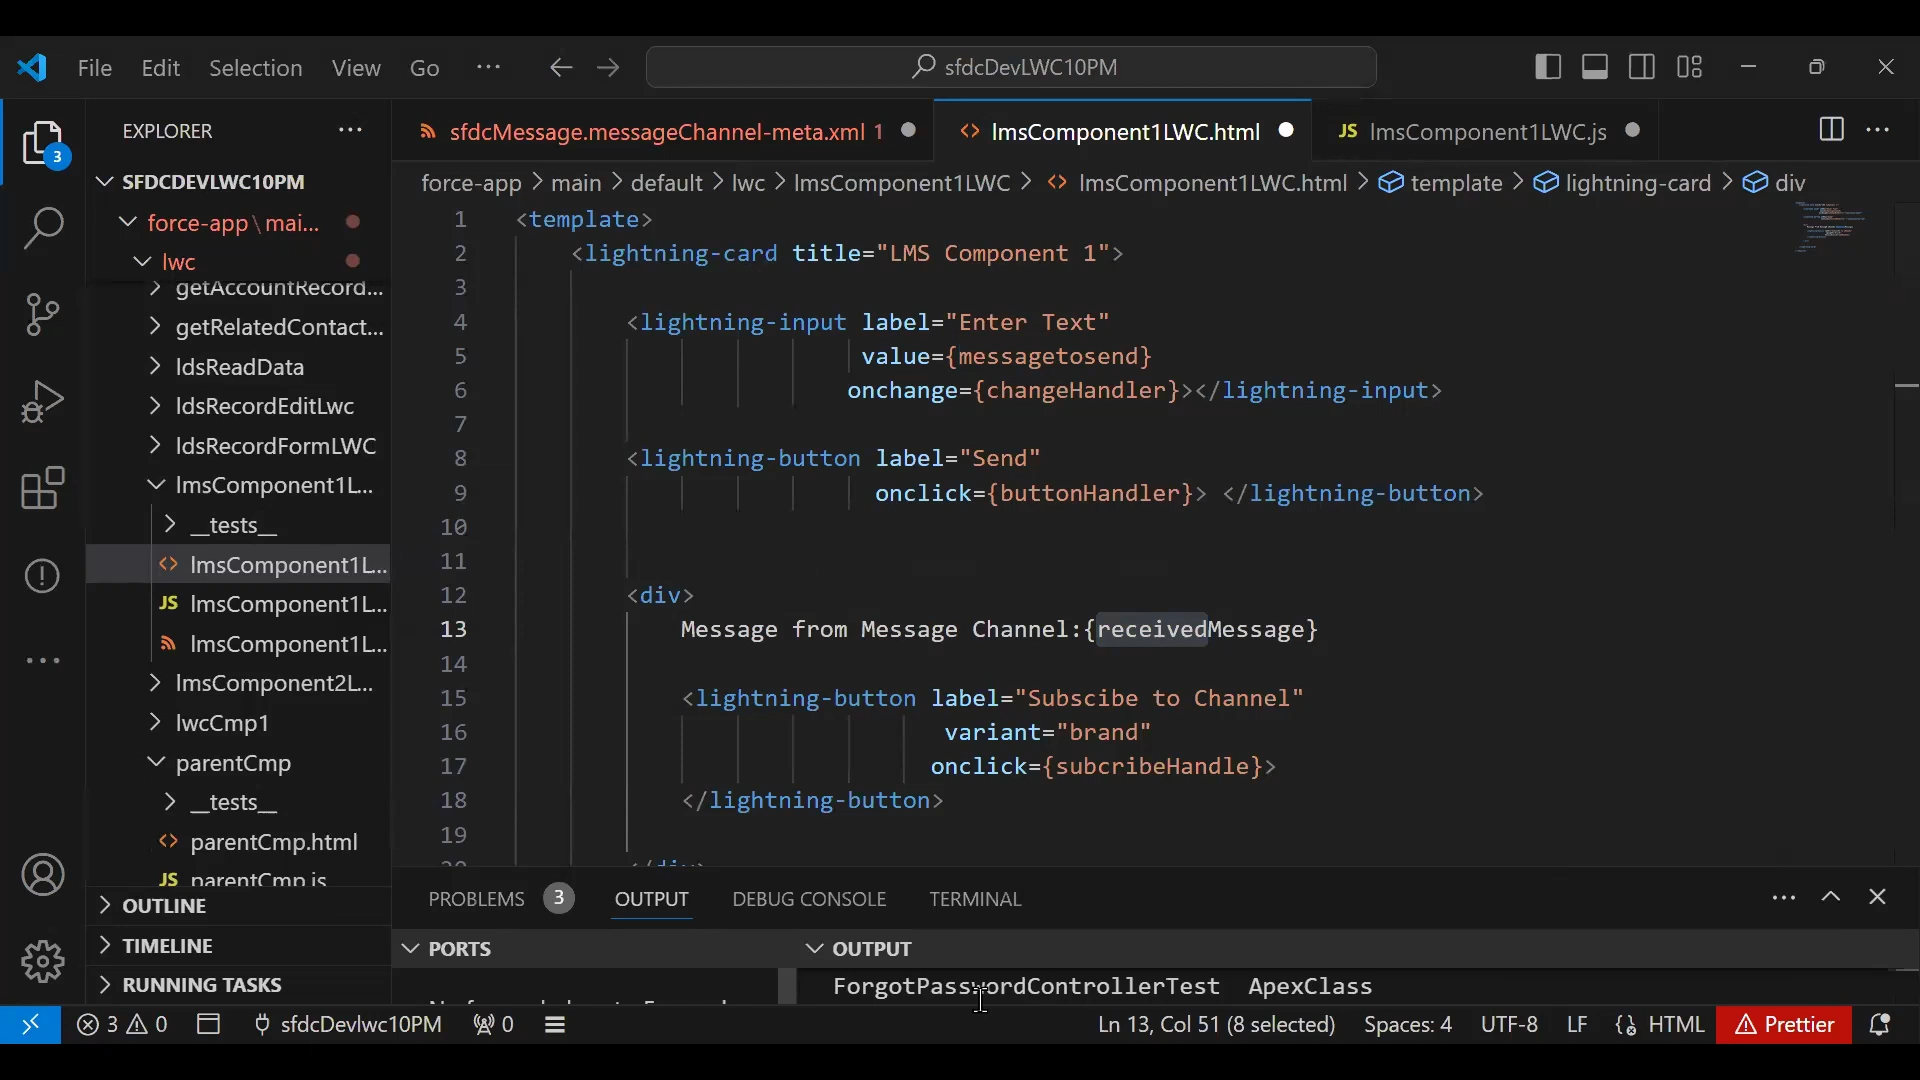 File Edit Selection View Go ··· sfdcDevLWC10PM
EXPLORER ···
3
SFDCDEVLWC10PM
force-app\mai...
lwc
getAccountRecord...
getRelatedContact...
ldsReadData
ldsRecordEditLwc
ldsRecordFormLWC
lmsComponent1L...
__tests__
lmsComponent1L...
JS lmsComponent1L...
lmsComponent1L...
lmsComponent2L...
lwcCmp1
parentCmp
__tests__
parentCmp.html
JS parentCmp.js
OUTLINE
TIMELINE
RUNNING TASKS
sfdcMessage.messageChannel-meta.xml 1 lmsComponent1LWC.html JS lmsComponent1LWC.js
force-app > main > default > lwc > lmsComponent1LWC > lmsComponent1LWC.html > template > lightning-card > div
1 <template>
2 <lightning-card title="LMS Component 1">
3
4 <lightning-input label="Enter Text"
5 value={messagetosend}
6 onchange={changeHandler}></lightning-input>
7
8 <lightning-button label="Send"
9 onclick={buttonHandler}> </lightning-button>
10
11
12 <div>
13 Message from Message Channel:{receivedMessage}
14
15 <lightning-button label="Subscibe to Channel"
16 variant="brand"
17 onclick={subcribeHandle}>
18 </lightning-button>
19
20 </div>
PROBLEMS 3 OUTPUT DEBUG CONSOLE TERMINAL
PORTS OUTPUT
ForgotPasswordControllerTest ApexClass
3 0 sfdcDevlwc10PM 0 Ln 13, Col 51 (8 selected) Spaces: 4 UTF-8 LF HTML Prettier